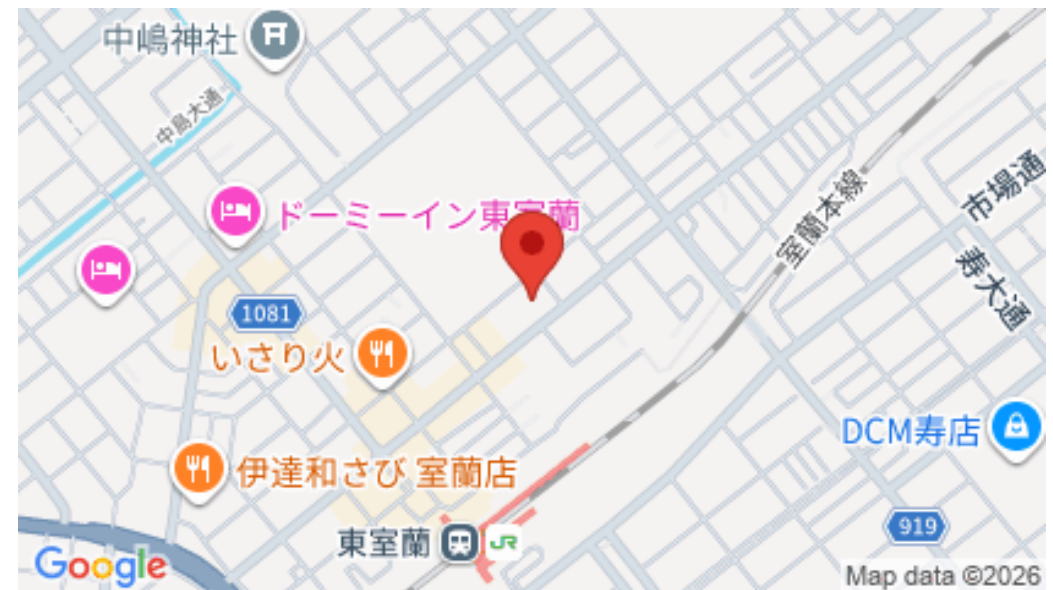 中嶋神社
中島大通
ドーミーイン東室蘭
室蘭本線
市場通
寿大通
1081
いさり火
DCM寿店
伊達和さび 室蘭店
919
東室蘭
JR
Google
Map data ©2026